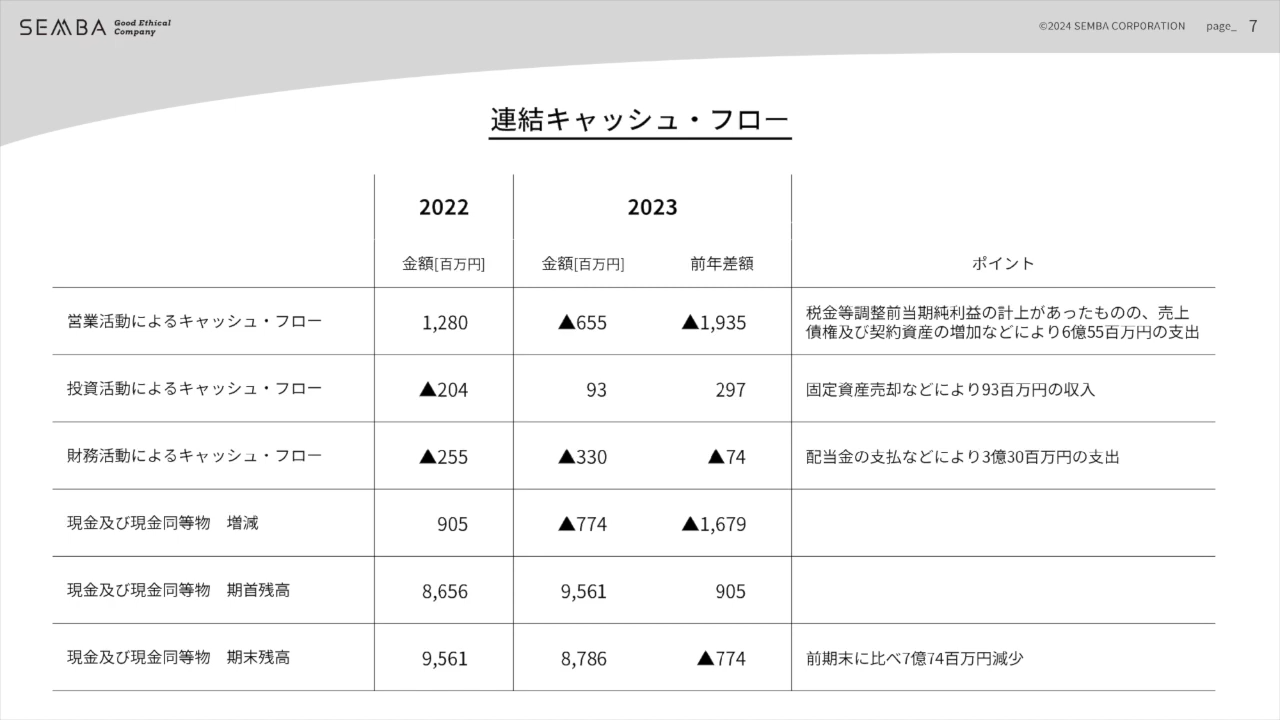 SEMBA Good Ethical Company
©2024 SEMBA CORPORATION page_ 7
連結キャッシュ・フロー
2022 2023
金額[百万円] 金額[百万円] 前年差額 ポイント
営業活動によるキャッシュ・フロー 1,280 ▲655 ▲1,935 税金等調整前当期純利益の計上があったものの、売上
債権及び契約資産の増加などにより6億55百万円の支出
投資活動によるキャッシュ・フロー ▲204 93 297 固定資産売却などにより93百万円の収入
財務活動によるキャッシュ・フロー ▲255 ▲330 ▲74 配当金の支払などにより3億30百万円の支出
現金及び現金同等物　増減 905 ▲774 ▲1,679
現金及び現金同等物　期首残高 8,656 9,561 905
現金及び現金同等物　期末残高 9,561 8,786 ▲774 前期末に比べ7億74百万円減少